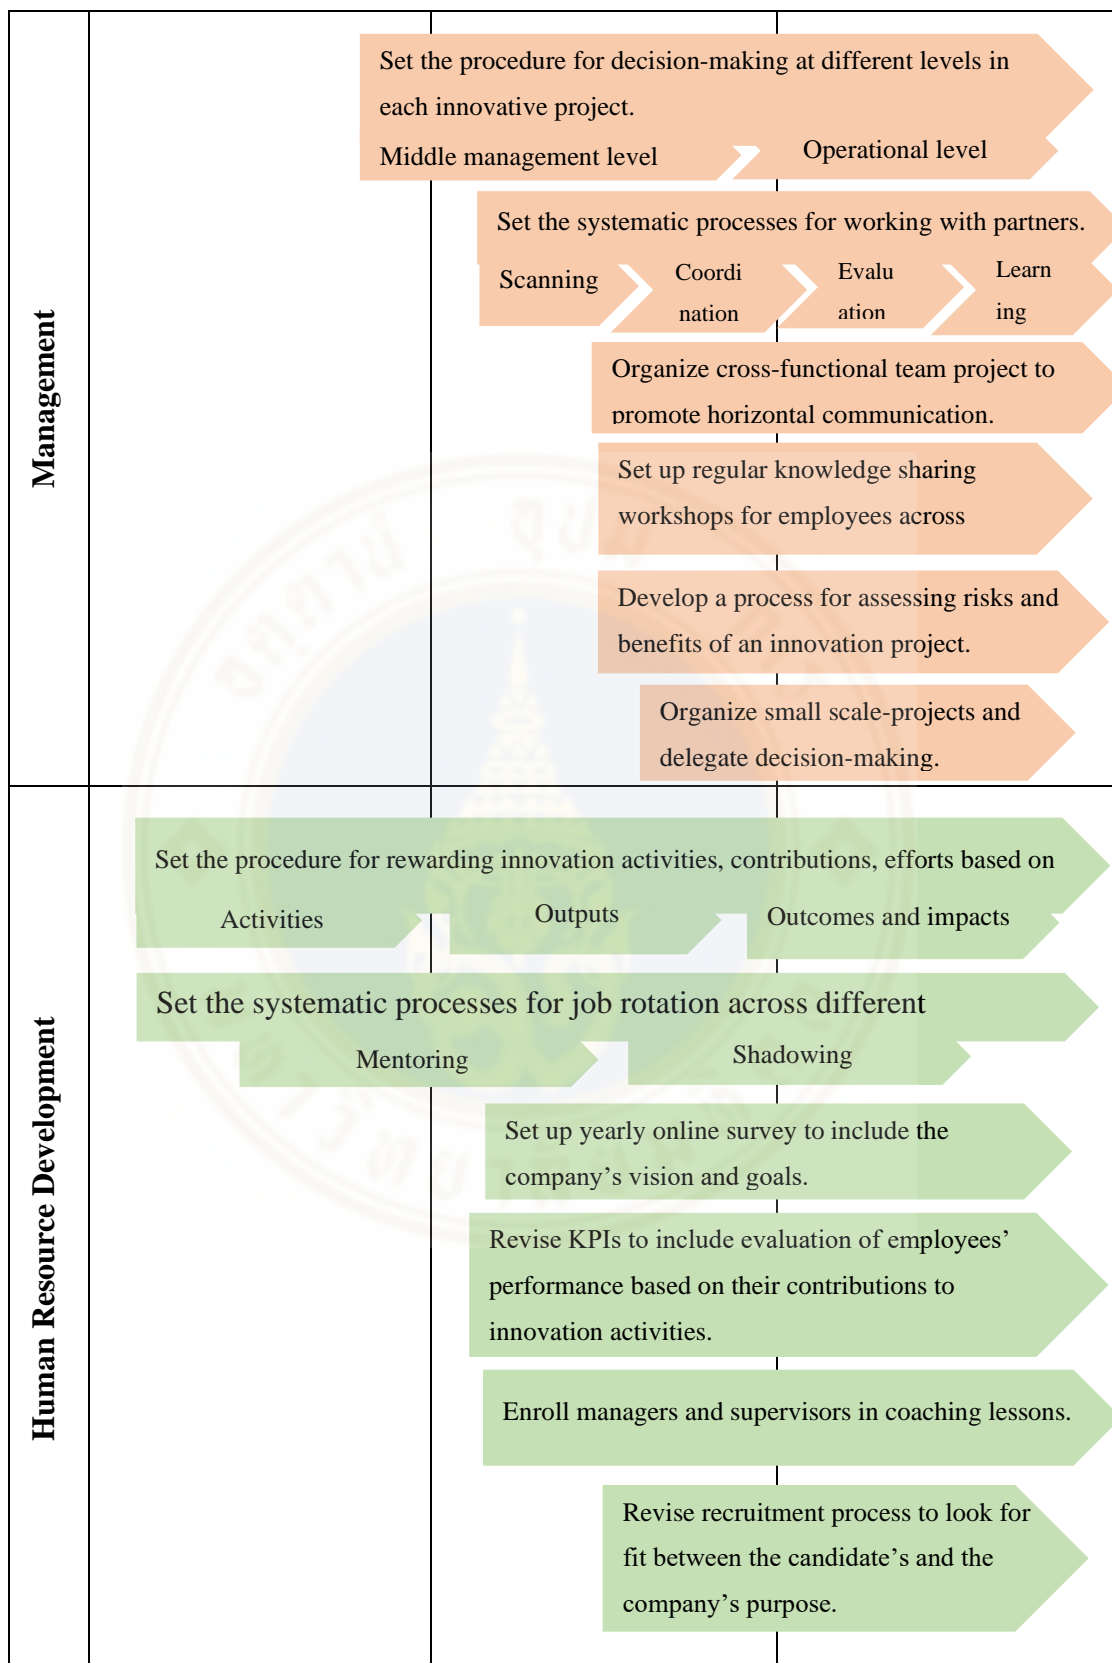 Management
Set the procedure for decision-making at different levels in
each innovative project.
Middle management level
Operational level
Set the systematic processes for working with partners.
Scanning
Coordi
nation
Evalu
ation
Learn
ing
Organize cross-functional team project to
promote horizontal communication.
Set up regular knowledge sharing
workshops for employees across
Develop a process for assessing risks and
benefits of an innovation project.
Organize small scale-projects and
delegate decision-making.
Human Resource Development
Set the procedure for rewarding innovation activities, contributions, efforts based on
Activities
Outputs
Outcomes and impacts
Set the systematic processes for job rotation across different
Mentoring
Shadowing
Set up yearly online survey to include the
company’s vision and goals.
Revise KPIs to include evaluation of employees’
performance based on their contributions to
innovation activities.
Enroll managers and supervisors in coaching lessons.
Revise recruitment process to look for
fit between the candidate’s and the
company’s purpose.